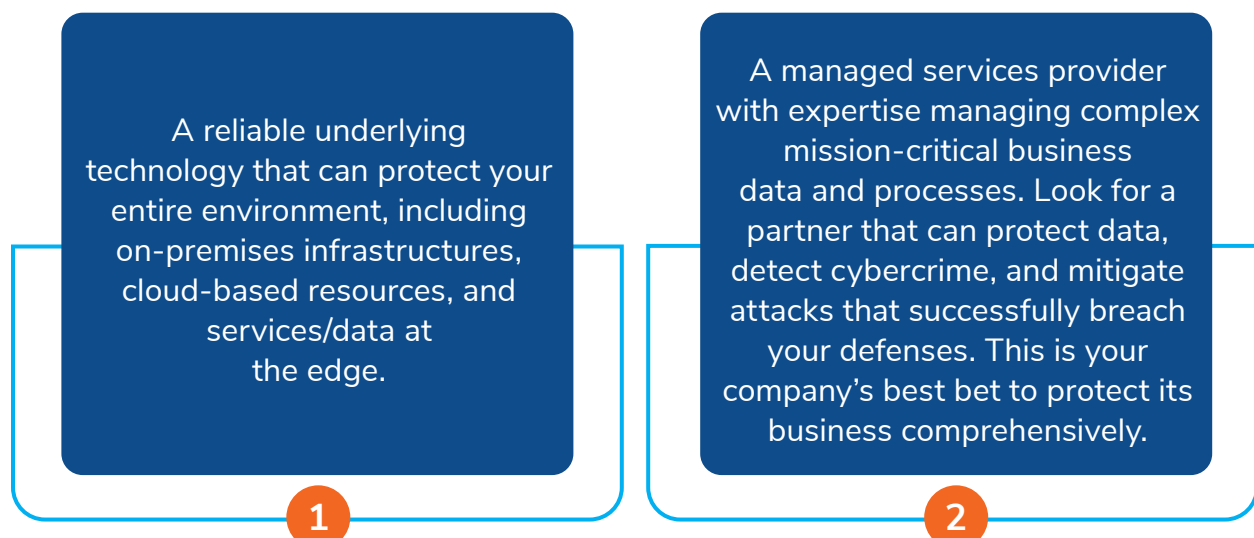 A reliable underlying
technology that can protect your
entire environment, including
on-premises infrastructures,
cloud-based resources, and
services/data at
the edge.
1
A managed services provider
with expertise managing complex
mission-critical business
data and processes. Look for a
partner that can protect data,
detect cybercrime, and mitigate
attacks that successfully breach
your defenses. This is your
company’s best bet to protect its
business comprehensively.
2